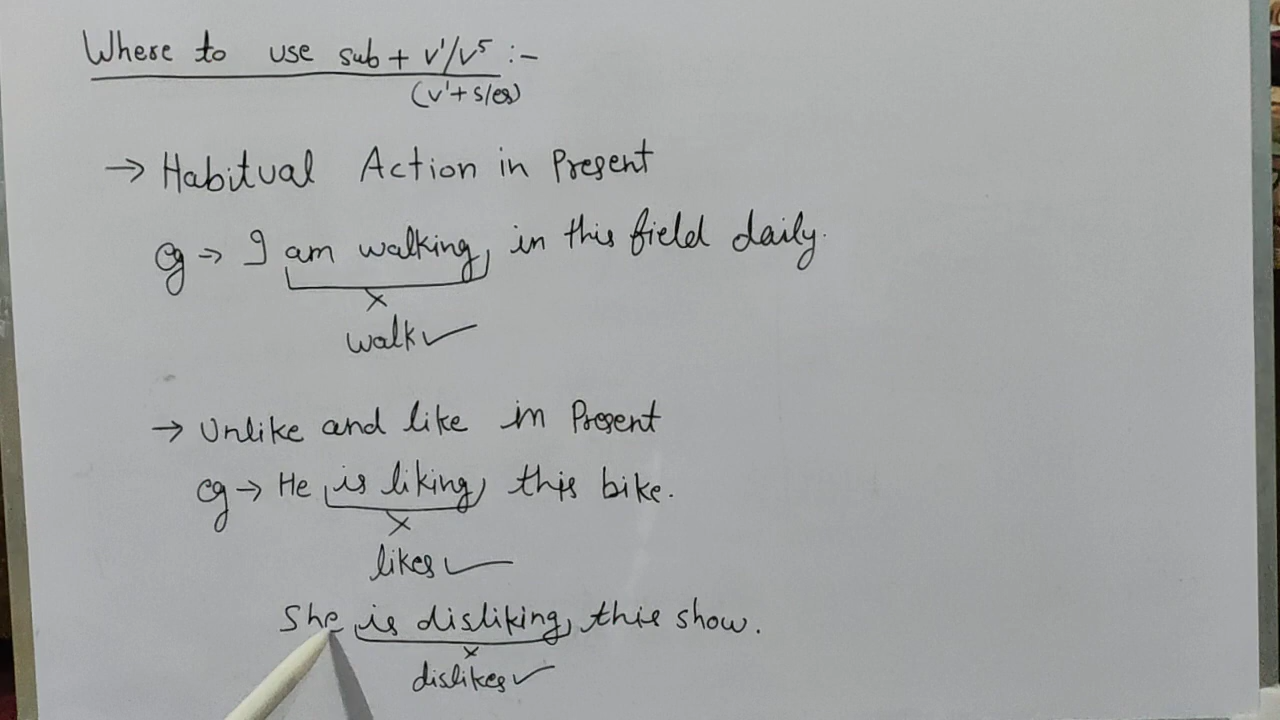 Where to use sub + v¹/v⁵ :-
(v¹+ s/es)
→ Habitual Action in Present
eg → I am walking, in this field daily.
×
walk ✓
→ Unlike and like in Present
eg → He is liking, this bike.
×
likes ✓
She is disliking, this show.
×
dislikes ✓